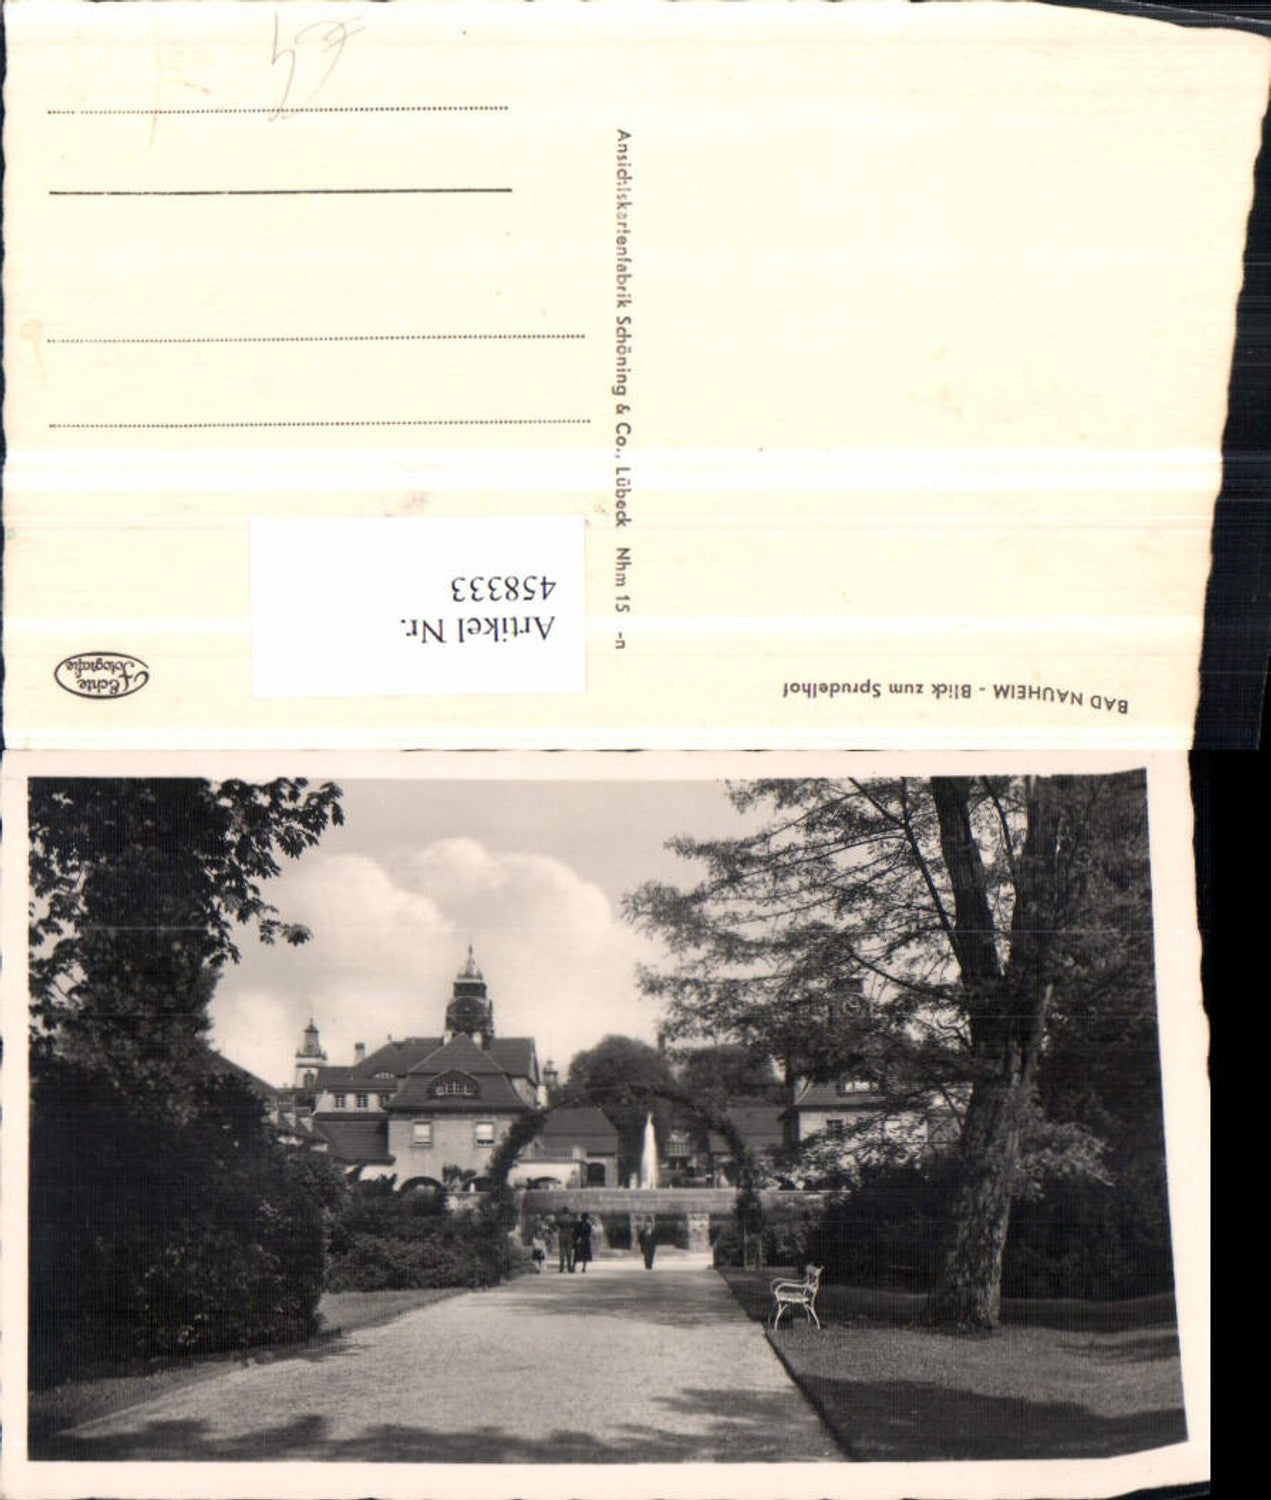 BAD NAUHEIM - Blick zum Sprudelhof
Ansichtskartenfabrik Schöning & Co., Lübeck Nhm 15 -n
Artikel Nr.
458333
Echte
Fotografie